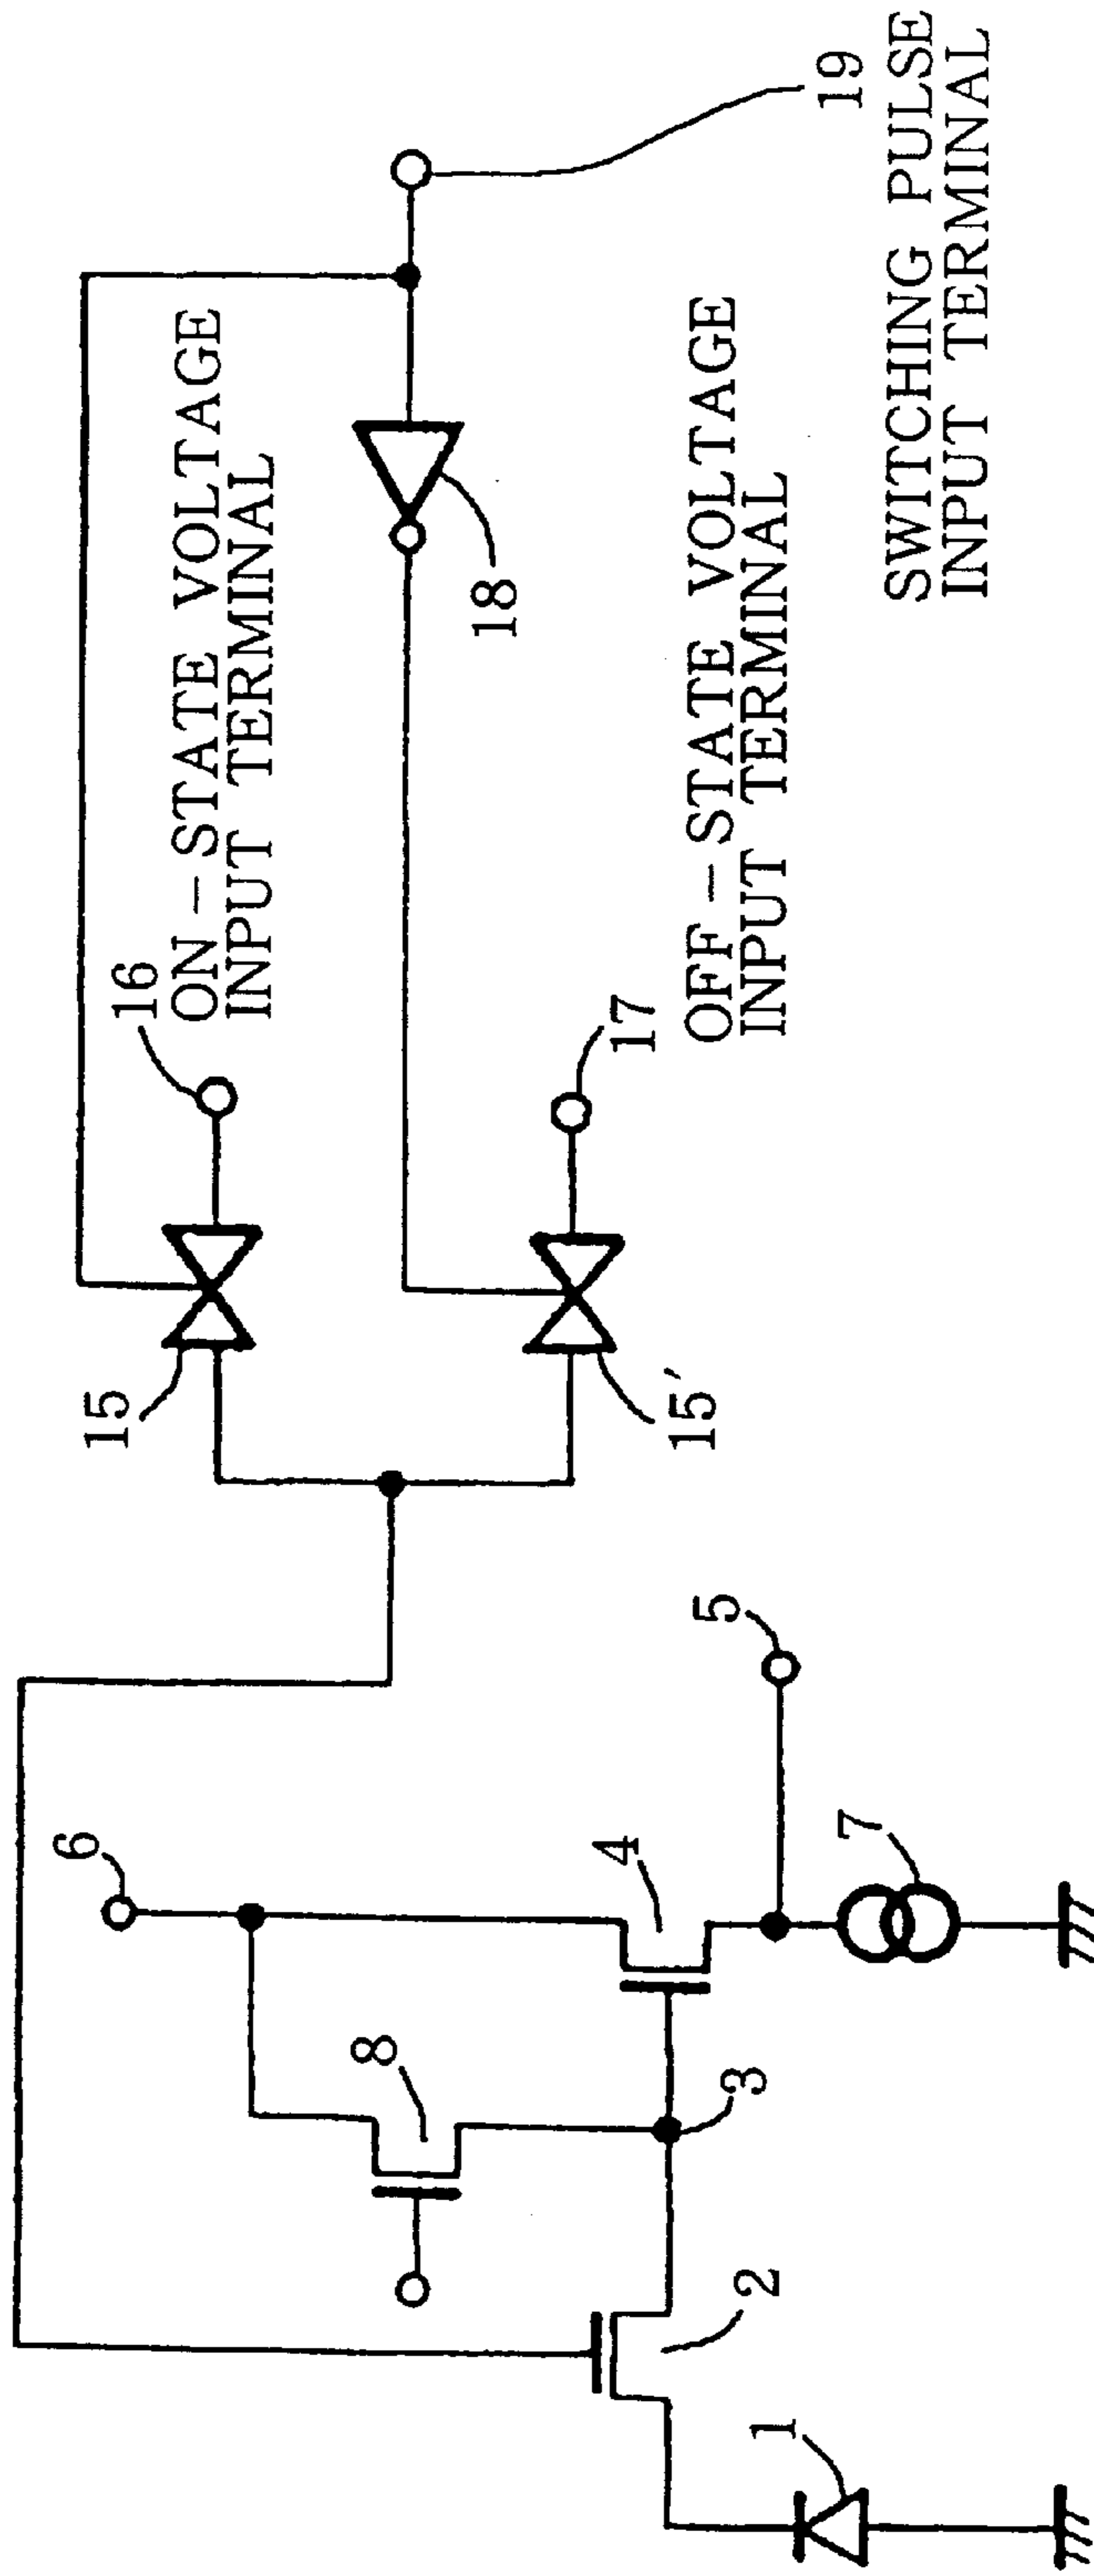 19
SWITCHING PULSE
INPUT TERMINAL
16
ON-STATE VOLTAGE
INPUT TERMINAL
18
17
OFF-STATE VOLTAGE
INPUT TERMINAL
15
15'
6
5
8
4
7
3
2
1